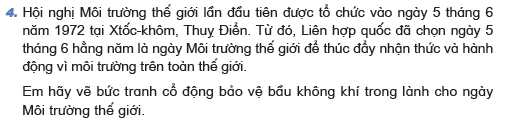 4. Hội nghị Môi trường thế giới lần đầu tiên được tổ chức vào ngày 5 tháng 6
năm 1972 tại Xtốc-khôm, Thuỵ Điển. Từ đó, Liên hợp quốc đã chọn ngày 5
tháng 6 hằng năm là ngày Môi trường thế giới để thúc đẩy nhận thức và hành
động vì môi trường trên toàn thế giới.
Em hãy vẽ bức tranh cổ động bảo vệ bầu không khí trong lành cho ngày
Môi trường thế giới.